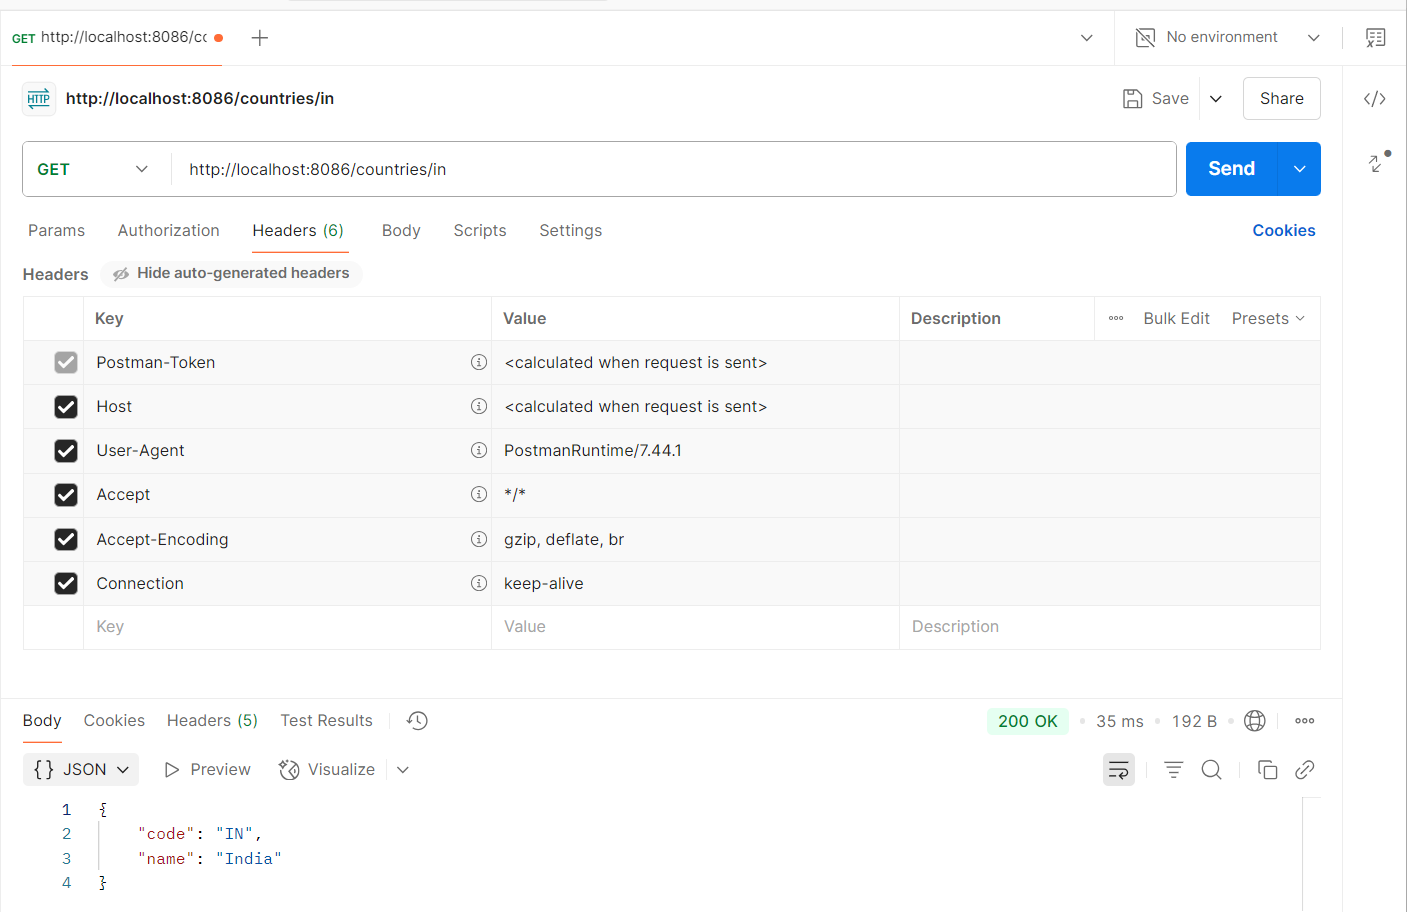 GET http://localhost:8086/cc
No environment
HTTP http://localhost:8086/countries/in
Save
Share
GET http://localhost:8086/countries/in
Send
Params Authorization Headers (6) Body Scripts Settings Cookies
Headers Hide auto-generated headers
Key Value Description Bulk Edit Presets
Postman-Token <calculated when request is sent>
Host <calculated when request is sent>
User-Agent PostmanRuntime/7.44.1
Accept */*
Accept-Encoding gzip, deflate, br
Connection keep-alive
Key Value Description
Body Cookies Headers (5) Test Results 200 OK 35 ms 192 B
{} JSON Preview Visualize
1 {
2 "code": "IN",
3 "name": "India"
4 }